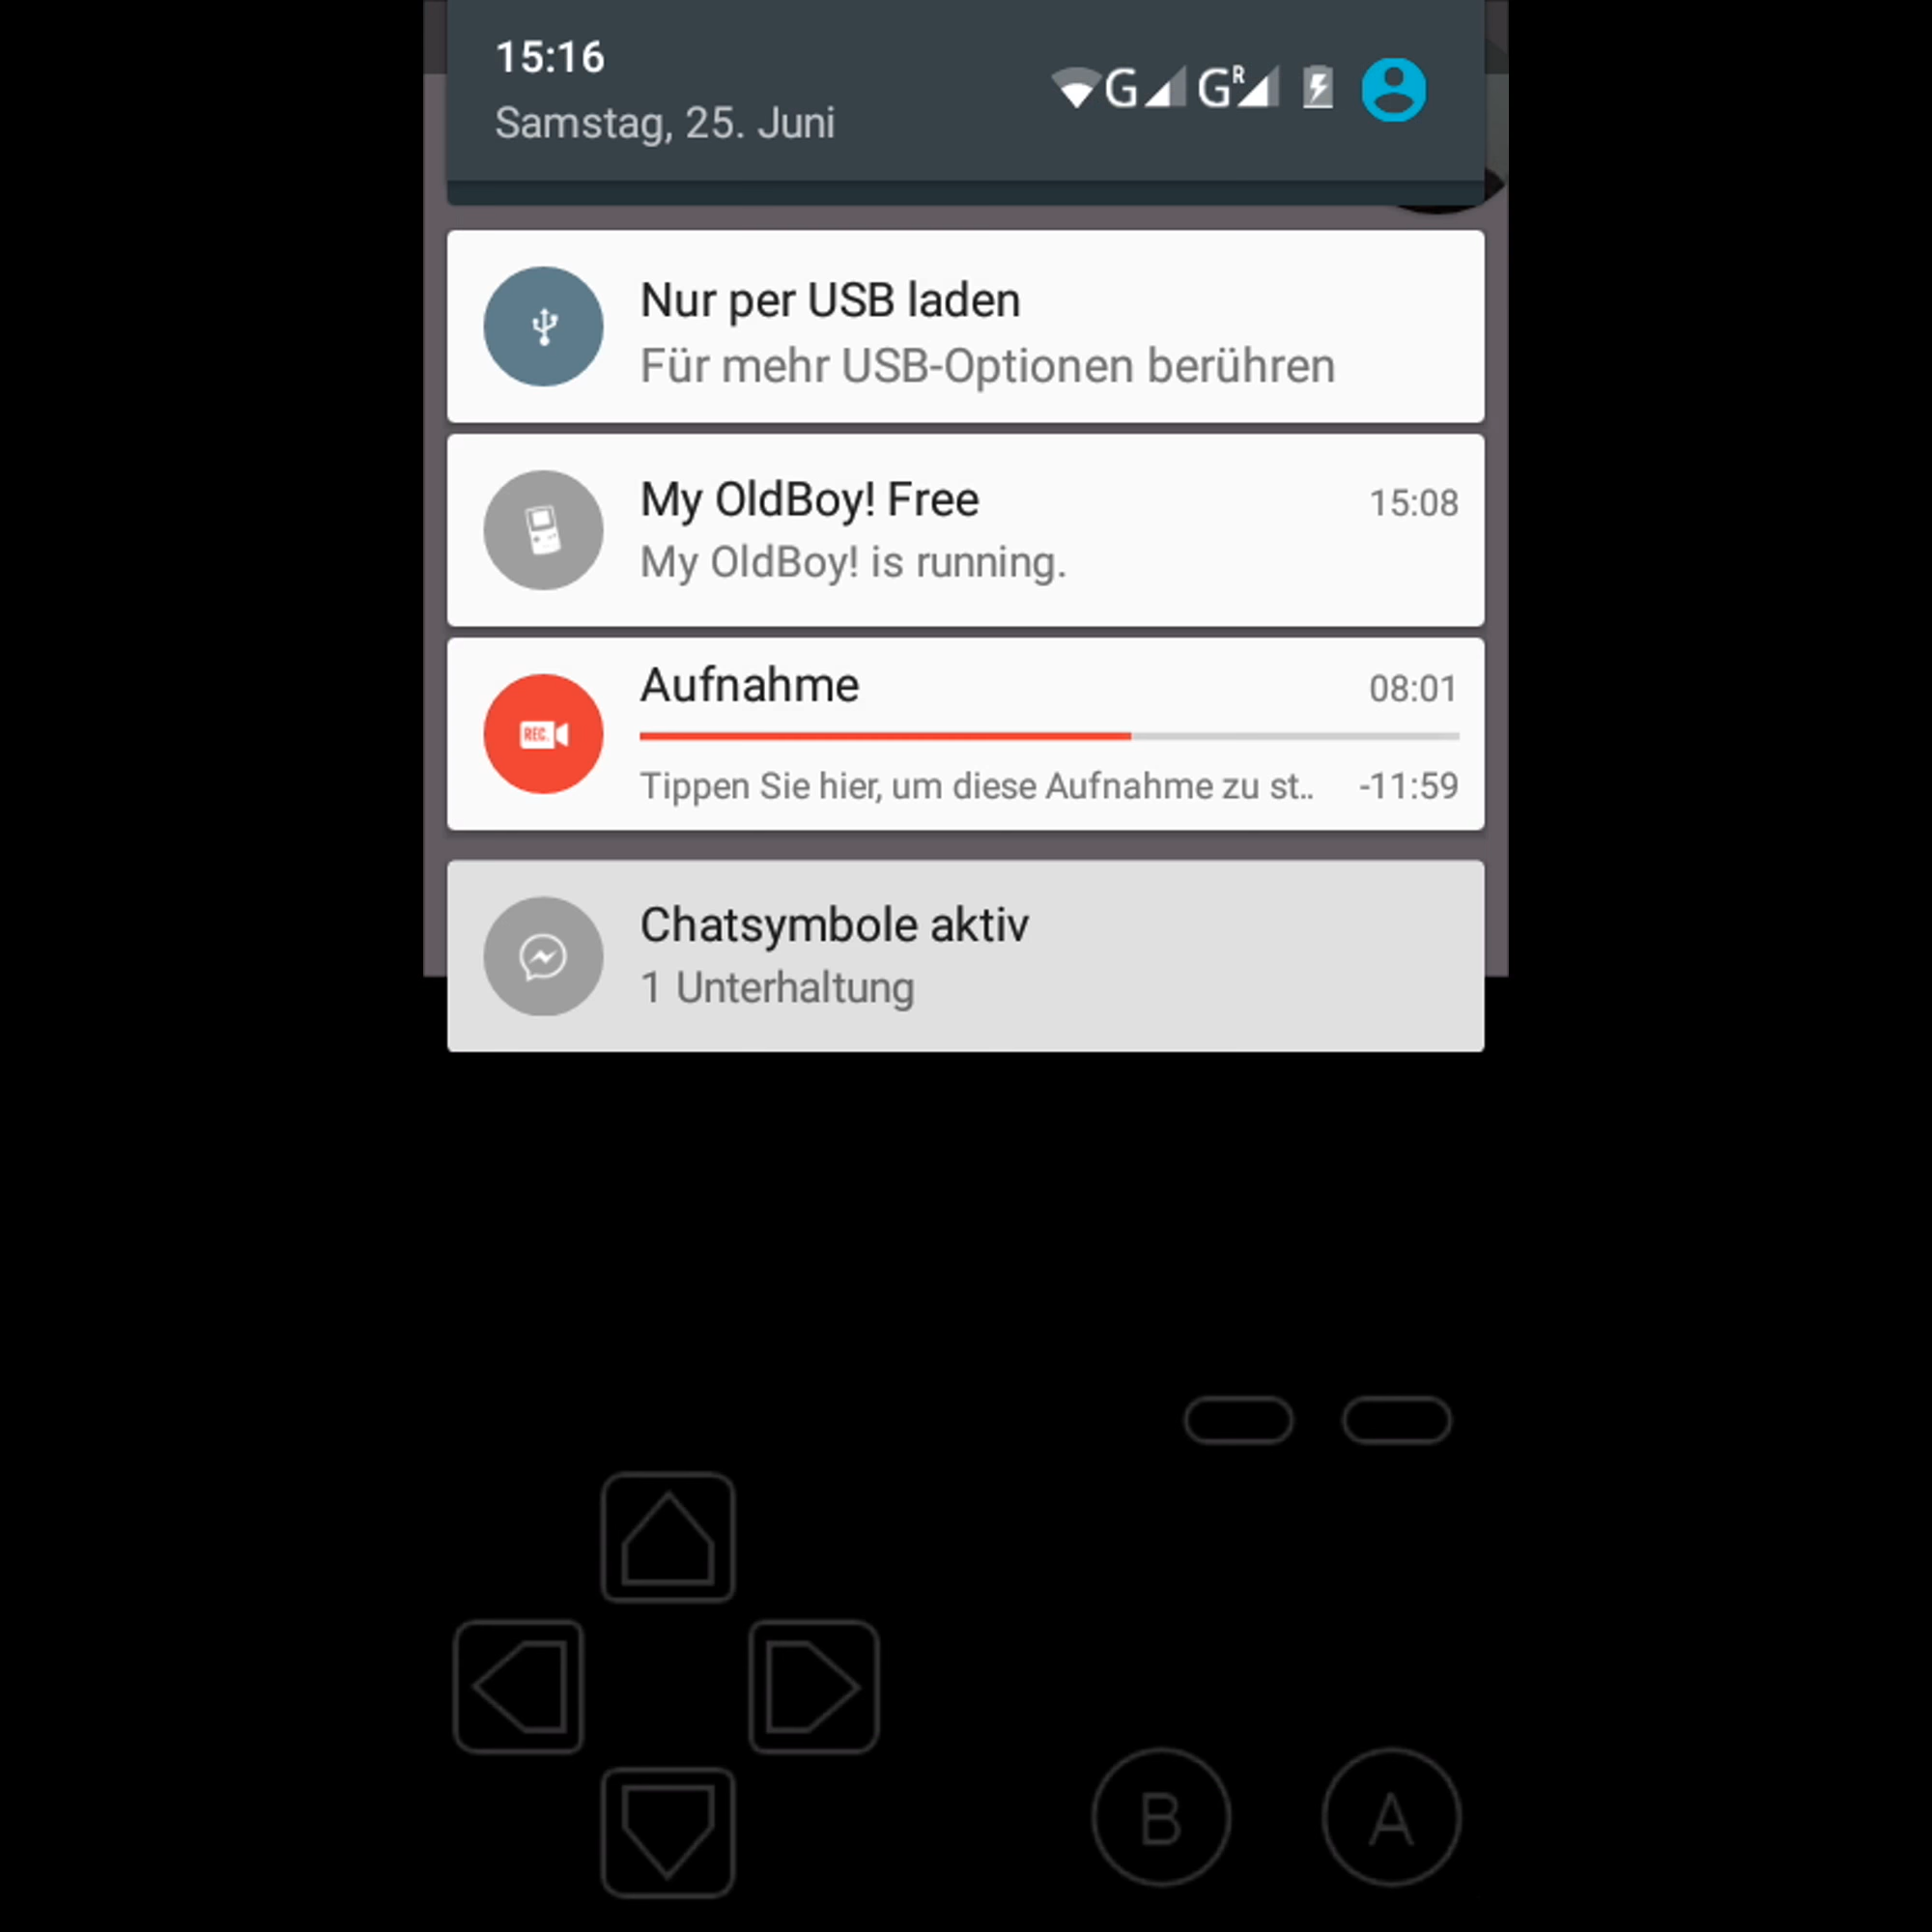 15:16
G G R
Samstag, 25. Juni
Nur per USB laden
Für mehr USB-Optionen berühren
My OldBoy! Free 15:08
My OldBoy! is running.
REC.
Aufnahme 08:01
Tippen Sie hier, um diese Aufnahme zu st.. -11:59
Chatsymbole aktiv
1 Unterhaltung
B A